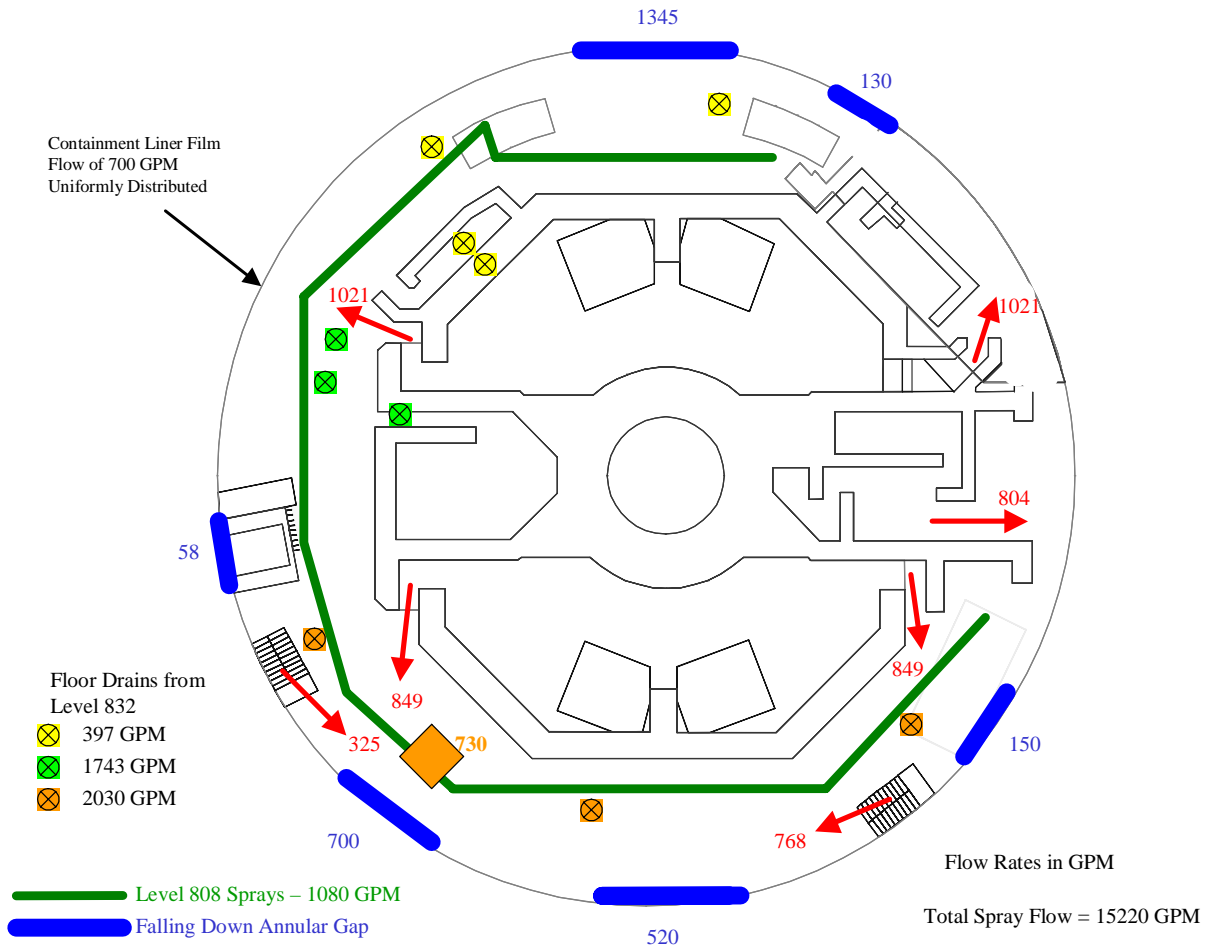 1345
130
Containment Liner Film
Flow of 700 GPM
Uniformly Distributed
1021
1021
804
58
849
849
Floor Drains from
Level 832
397 GPM
1743 GPM
2030 GPM
325
730
150
700
768
Flow Rates in GPM
Level 808 Sprays – 1080 GPM
Total Spray Flow = 15220 GPM
Falling Down Annular Gap
520